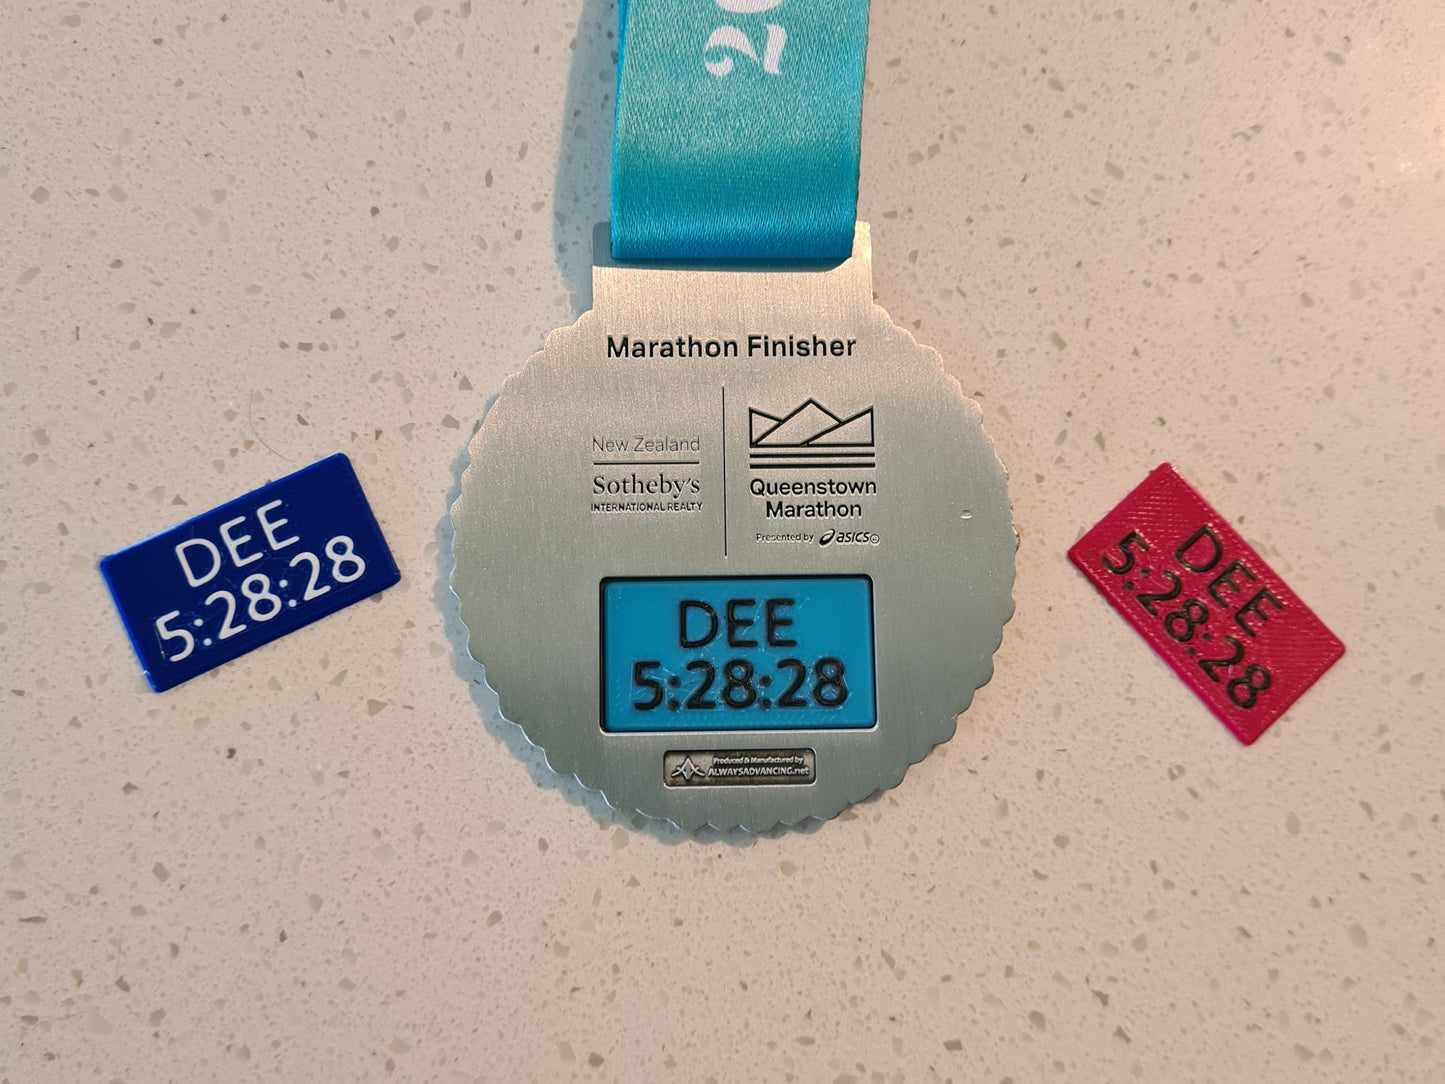 20
Marathon Finisher
New Zealand
Sotheby's
INTERNATIONAL REALTY
Queenstown
Marathon
Presented by asics
DEE
5:28:28
Produced & Manufactured by
ALWAYSADVANCING.net
DEE
5:28:28
DEE
5:28:28